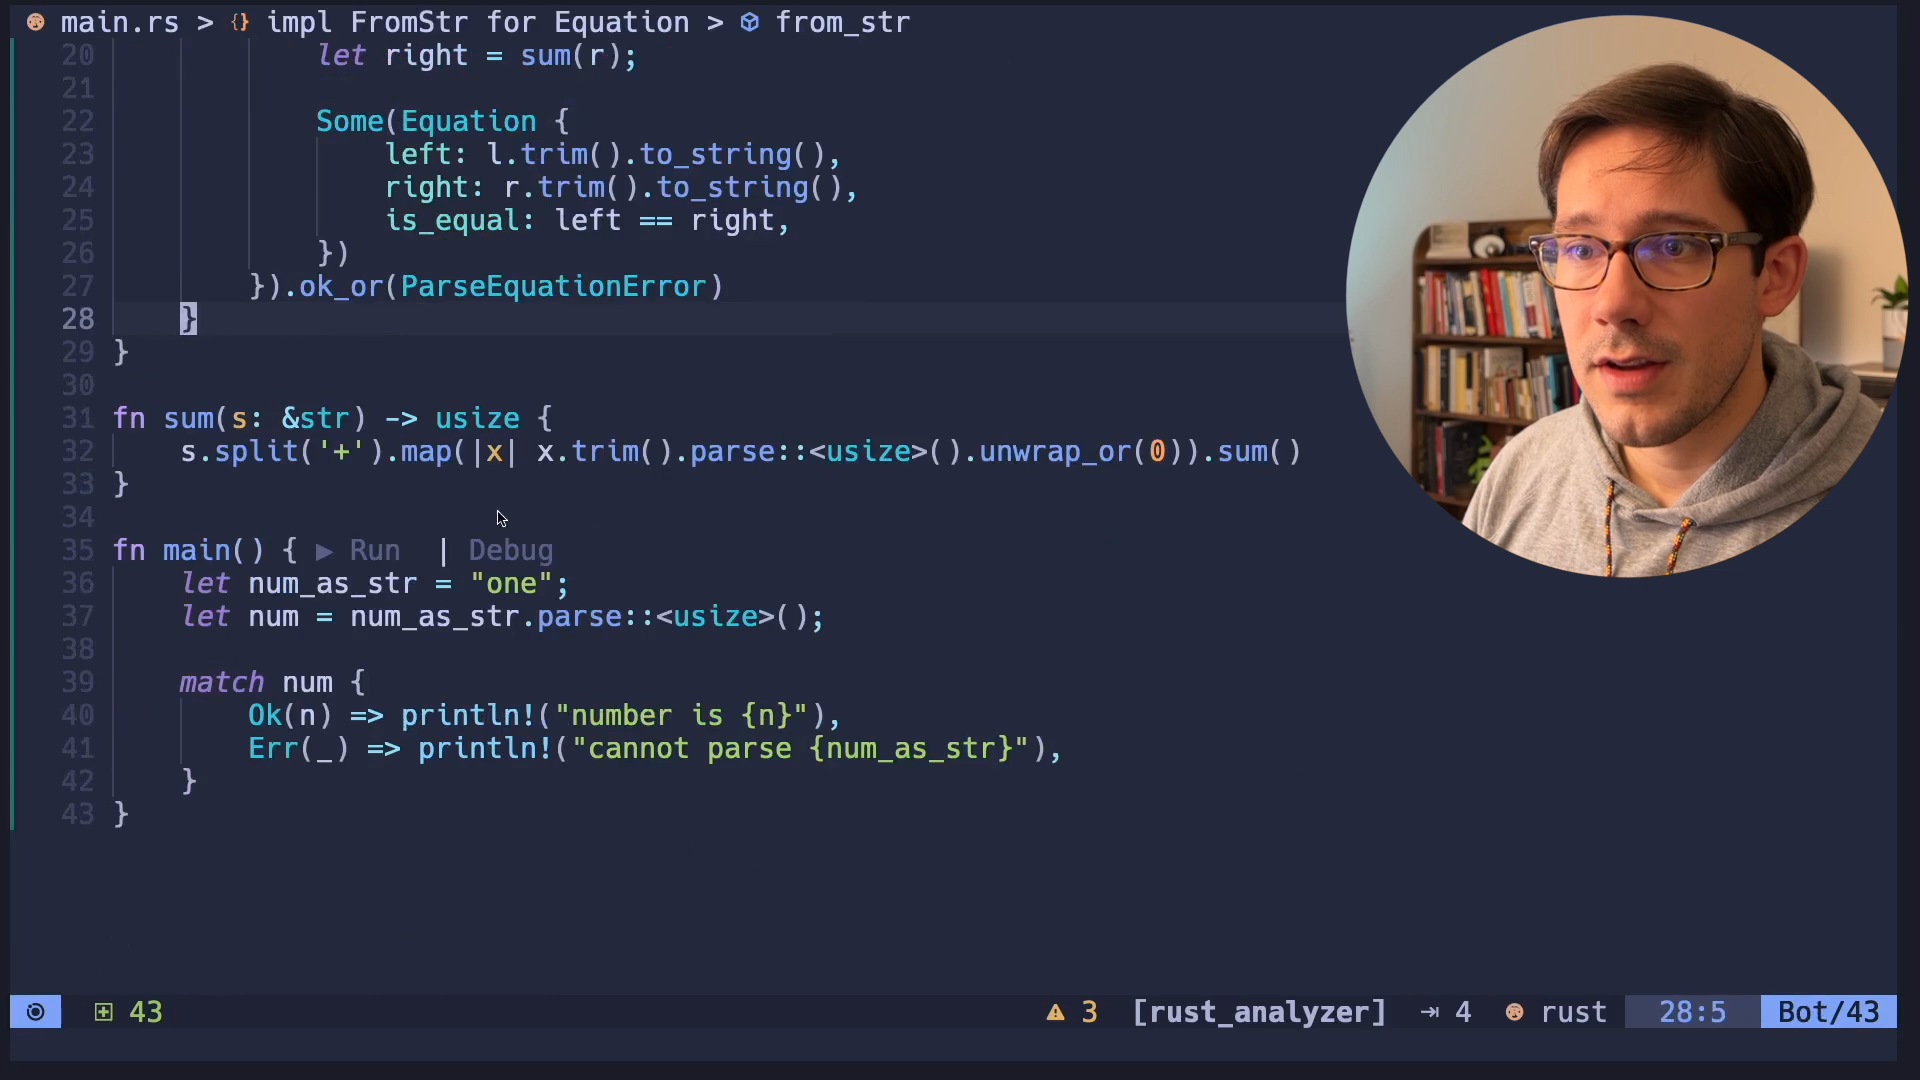 main.rs > {} impl FromStr for Equation > from_str
20 let right = sum(r);
21
22 Some(Equation {
23 left: l.trim().to_string(),
24 right: r.trim().to_string(),
25 is_equal: left == right,
26 })
27 }).ok_or(ParseEquationError)
28 }
29 }
30
31 fn sum(s: &str) -> usize {
32 s.split('+').map(|x| x.trim().parse::<usize>().unwrap_or(0)).sum()
33 }
34
35 fn main() { ▶ Run | Debug
36 let num_as_str = "one";
37 let num = num_as_str.parse::<usize>();
38
39 match num {
40 Ok(n) => println!("number is {n}"),
41 Err(_) => println!("cannot parse {num_as_str}"),
42 }
43 }
43 3 [rust_analyzer] ⇥ 4 rust 28:5 Bot/43